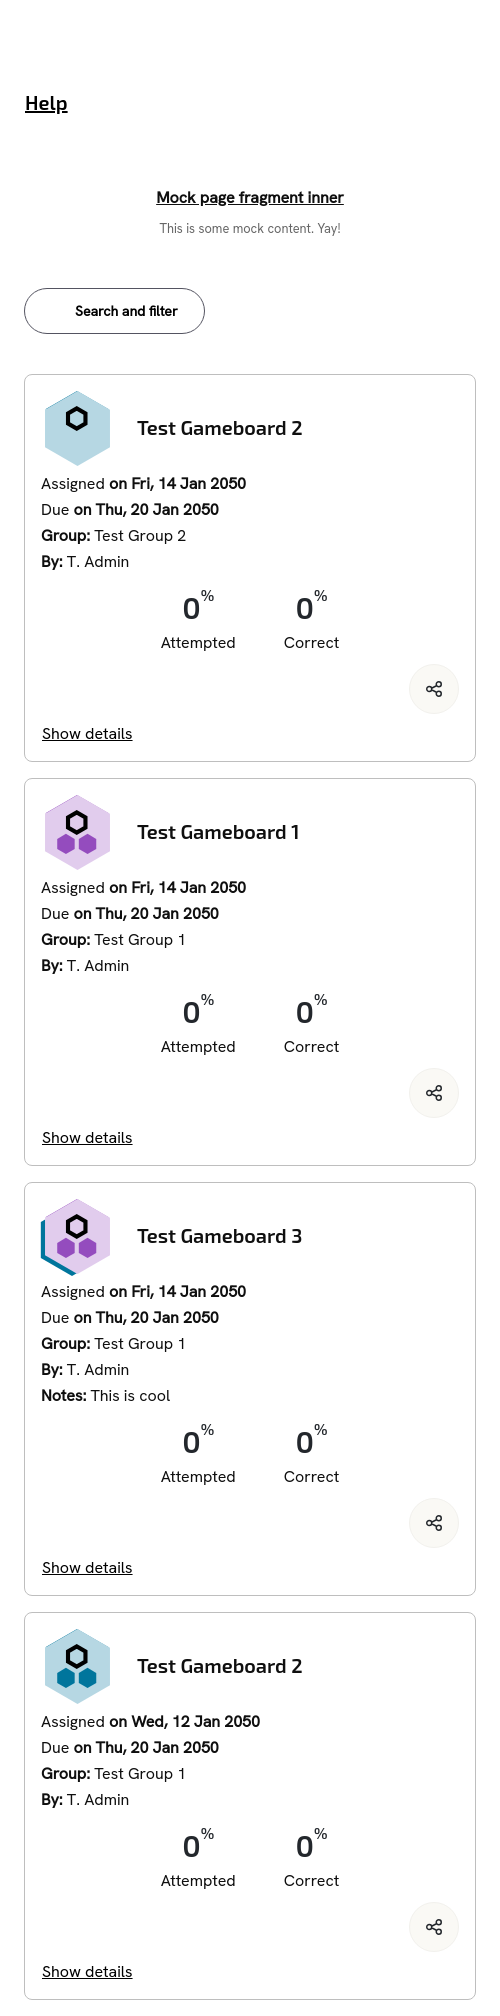 Help
Mock page fragment inner
This is some mock content. Yay!
Search and filter
Test Gameboard 2
Assigned on Fri, 14 Jan 2050
Due on Thu, 20 Jan 2050
Group: Test Group 2
By: T. Admin
0% 0%
Attempted Correct
Show details
Test Gameboard 1
Assigned on Fri, 14 Jan 2050
Due on Thu, 20 Jan 2050
Group: Test Group 1
By: T. Admin
0% 0%
Attempted Correct
Show details
Test Gameboard 3
Assigned on Fri, 14 Jan 2050
Due on Thu, 20 Jan 2050
Group: Test Group 1
By: T. Admin
Notes: This is cool
0% 0%
Attempted Correct
Show details
Test Gameboard 2
Assigned on Wed, 12 Jan 2050
Due on Thu, 20 Jan 2050
Group: Test Group 1
By: T. Admin
0% 0%
Attempted Correct
Show details